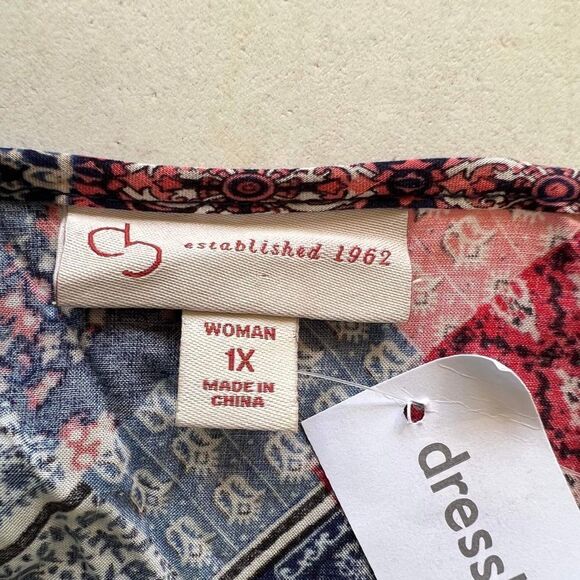 established 1962
WOMAN
1X
MADE IN
CHINA
dress